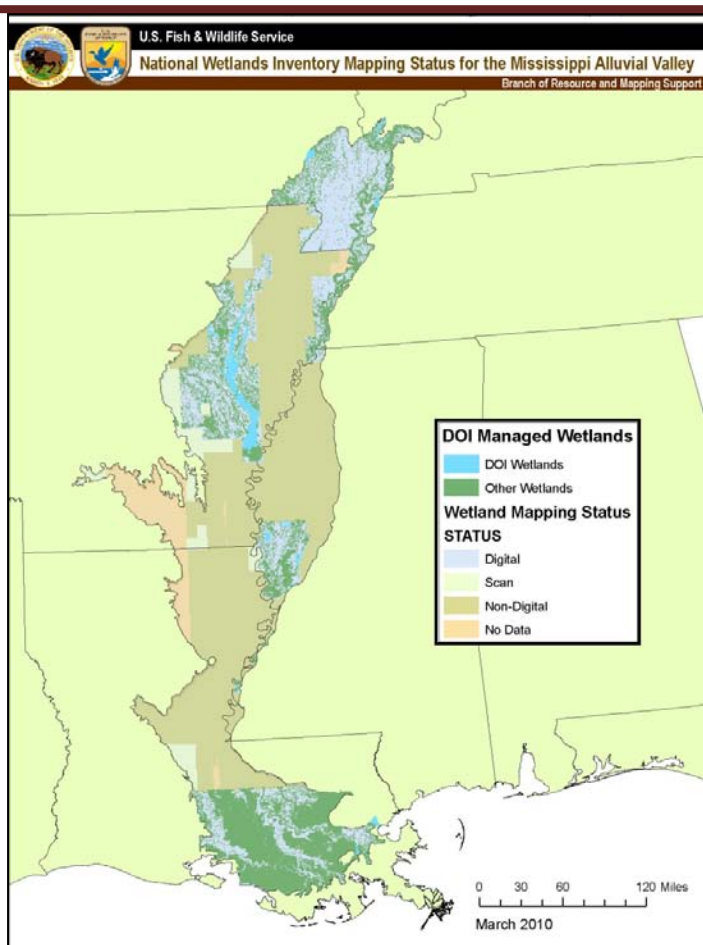 U.S. Fish & Wildlife Service
National Wetlands Inventory Mapping Status for the Mississippi Alluvial Valley
Branch of Resource and Mapping Support
DOI Managed Wetlands
DOI Wetlands
Other Wetlands
Wetland Mapping Status
STATUS
Digital
Scan
Non-Digital
No Data
0 30 60 120 Miles
March 2010